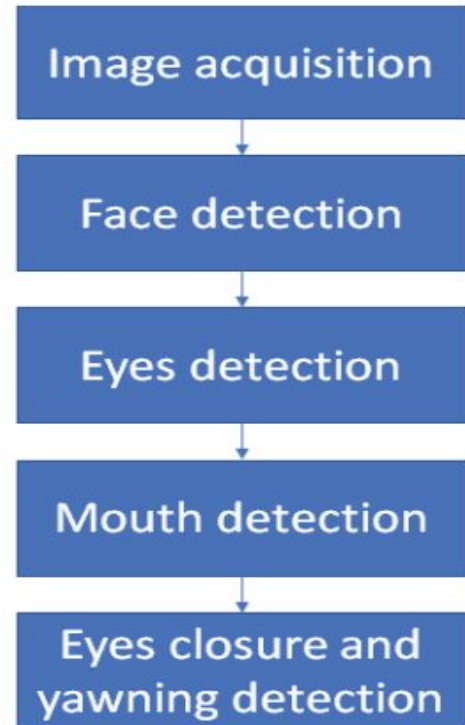 Image acquisition
Face detection
Eyes detection
Mouth detection
Eyes closure and
yawning detection